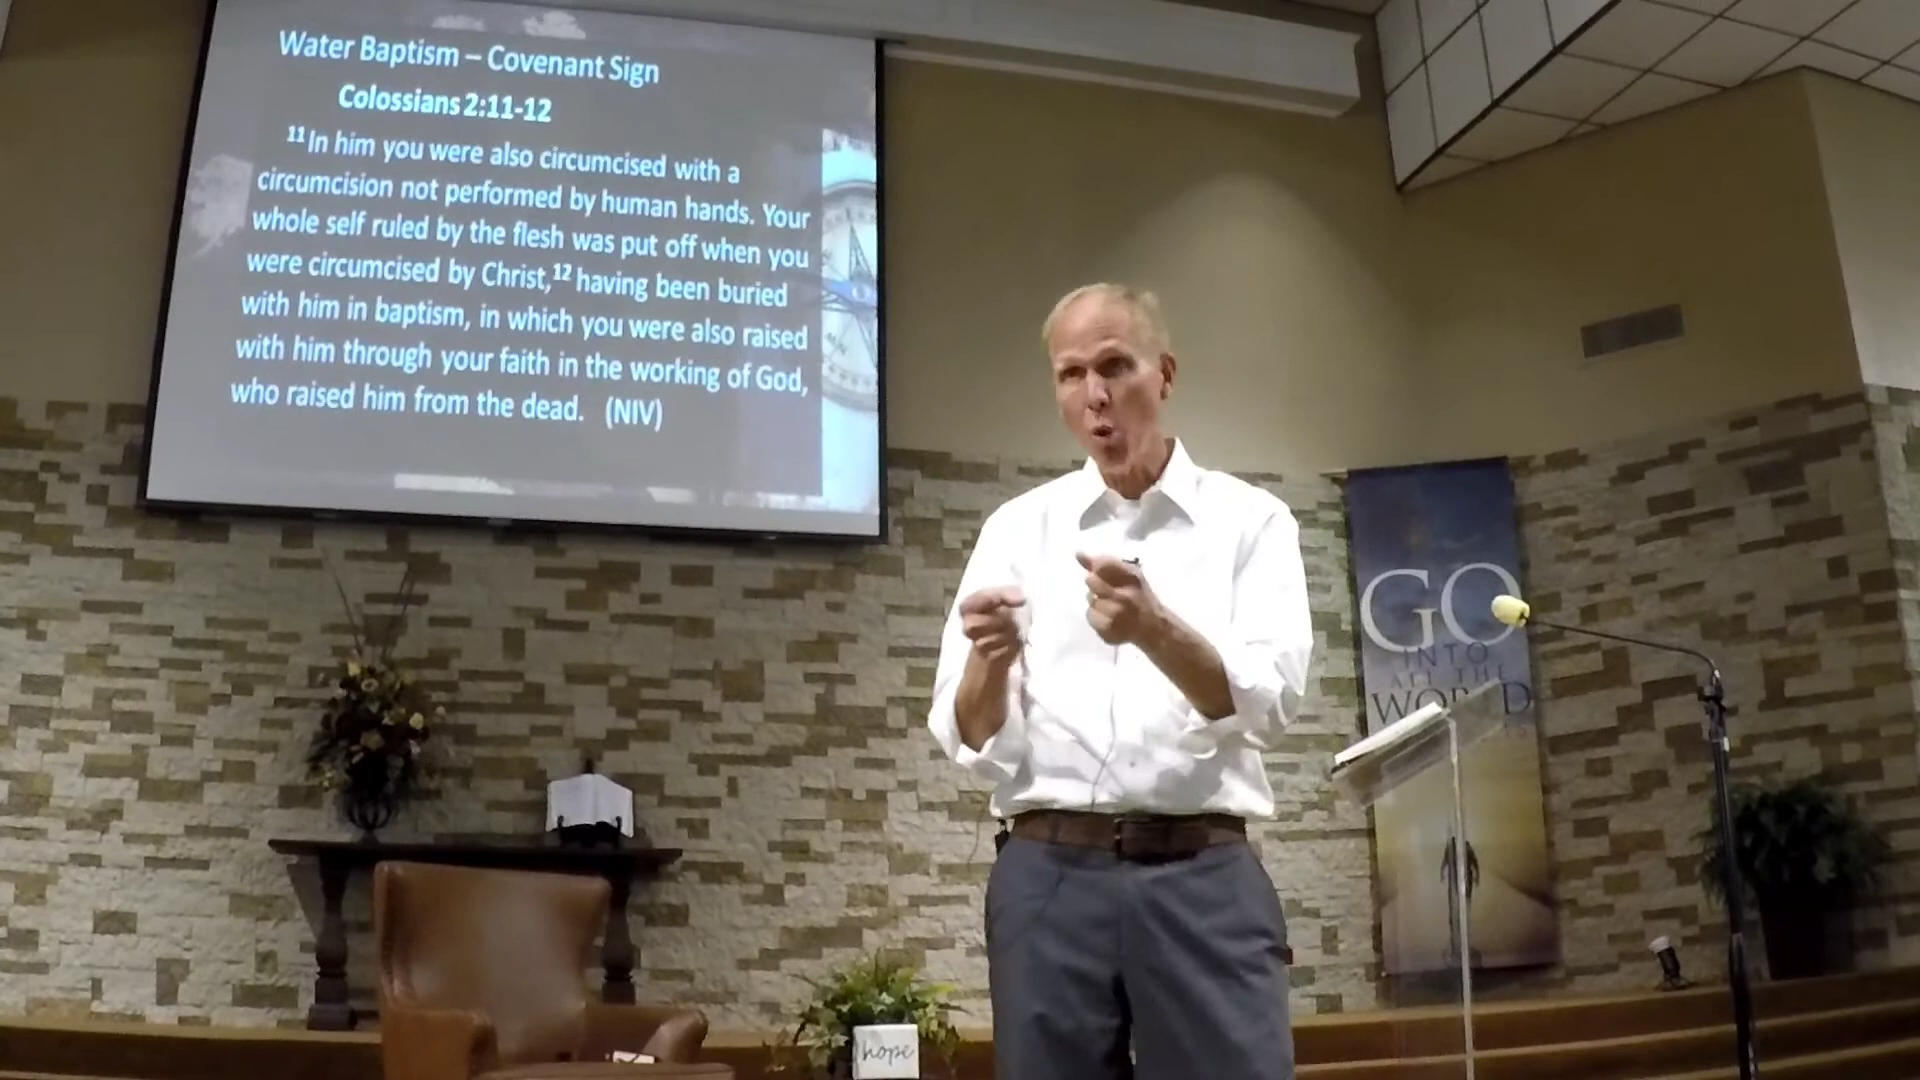 Water Baptism – Covenant Sign
Colossians 2:11-12
¹¹In him you were also circumcised with a
circumcision not performed by human hands. Your
whole self ruled by the flesh was put off when you
were circumcised by Christ,¹² having been buried
with him in baptism, in which you were also raised
with him through your faith in the working of God,
who raised him from the dead. (NIV)
GO
INTO
ALL THE
WORLD
hope